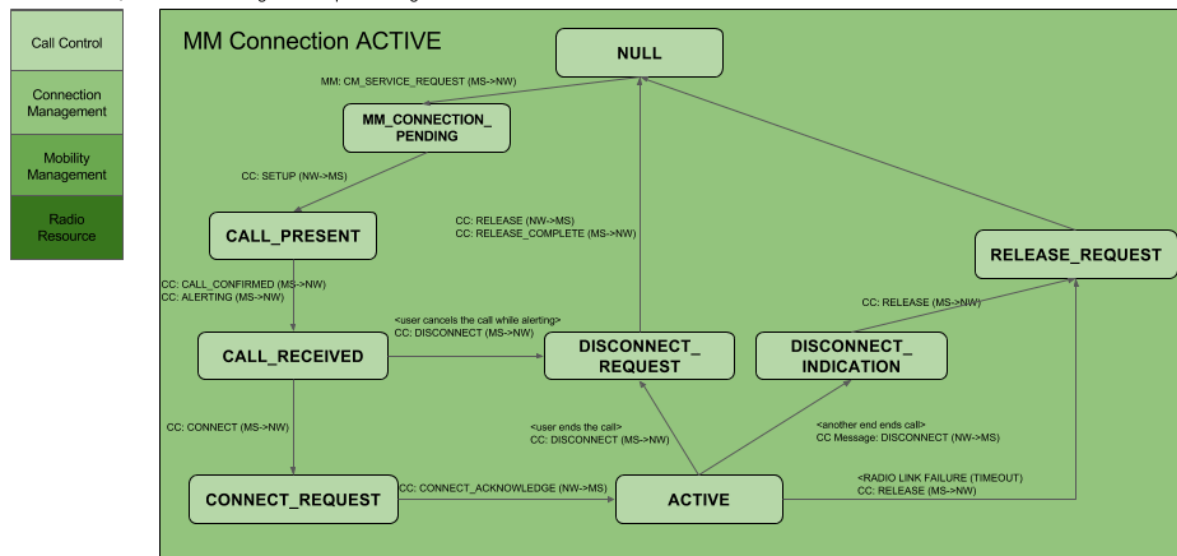 Call Control
Connection
Management
Mobility
Management
Radio
Resource
MM Connection ACTIVE
NULL
MM: CM_SERVICE_REQUEST (MS->NW)
MM_CONNECTION_
PENDING
CC: SETUP (NW->MS)
CALL_PRESENT
CC: RELEASE (NW->MS)
CC: RELEASE_COMPLETE (MS->NW)
RELEASE_REQUEST
CC: CALL_CONFIRMED (MS->NW)
CC: ALERTING (MS->NW)
CC: RELEASE (MS->NW)
<user cancels the call while alerting>
CC: DISCONNECT (MS->NW)
CALL_RECEIVED
DISCONNECT_
REQUEST
DISCONNECT_
INDICATION
CC: CONNECT (MS->NW)
<user ends the call>
CC: DISCONNECT (MS->NW)
<another end ends call>
CC Message: DISCONNECT (NW->MS)
CONNECT_REQUEST
CC: CONNECT_ACKNOWLEDGE (NW->MS)
ACTIVE
<RADIO LINK FAILURE (TIMEOUT)
CC: RELEASE (MS->NW)